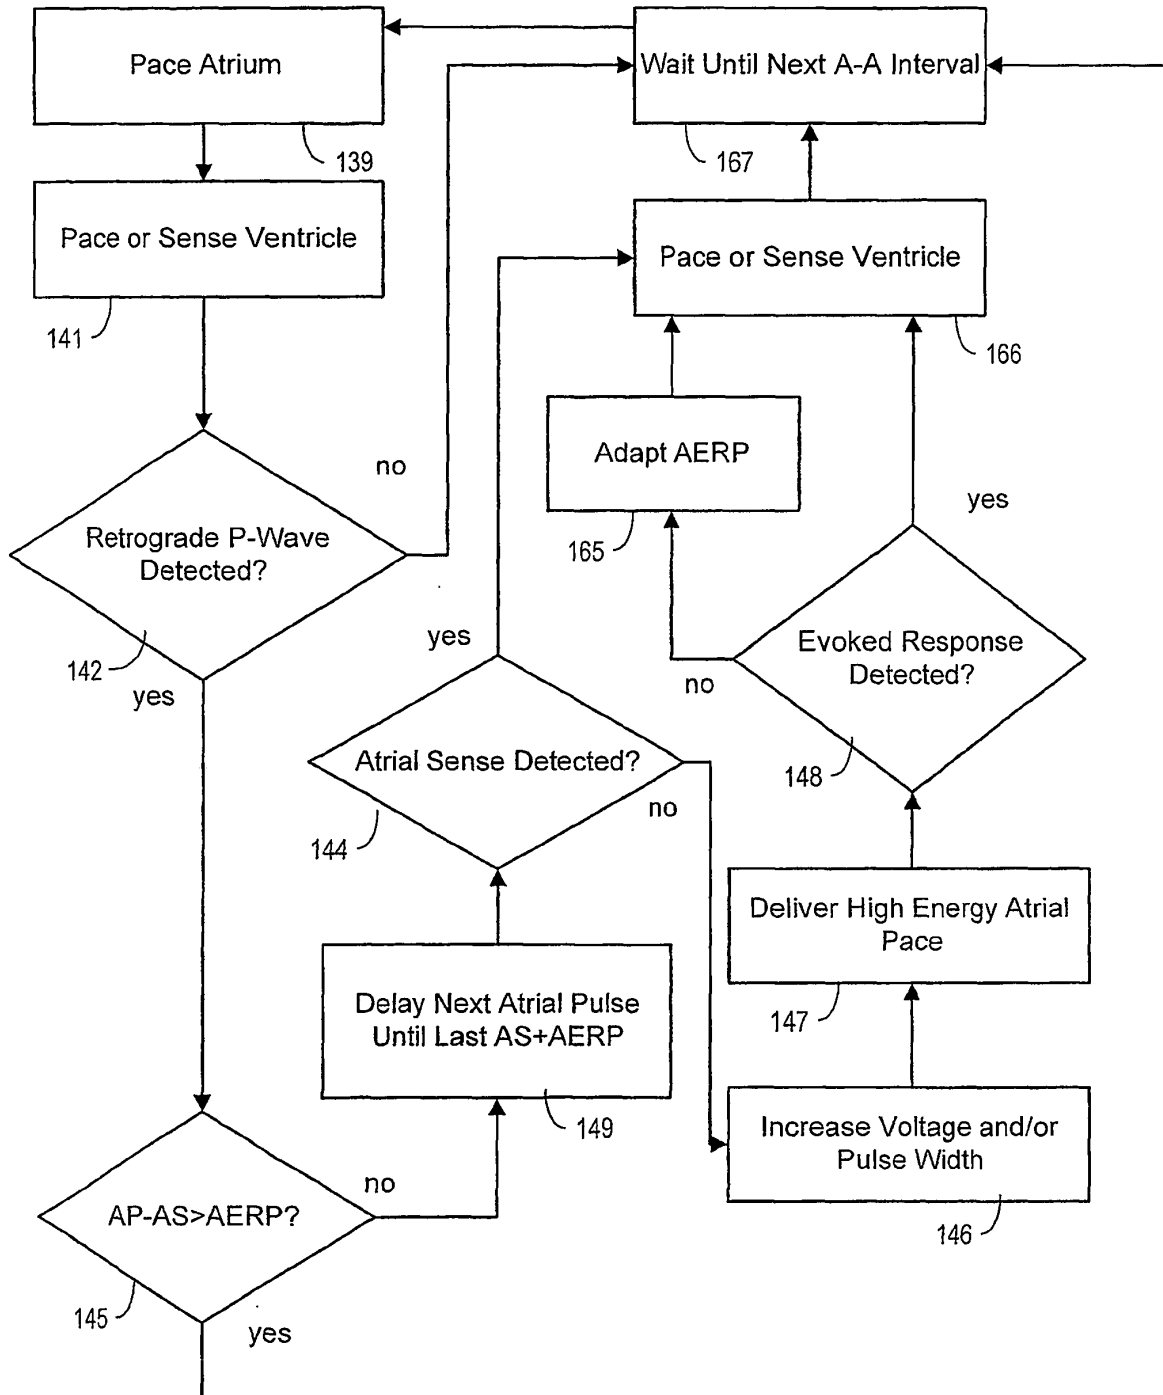 Pace Atrium
139
Wait Until Next A-A Interval
167
Pace or Sense Ventricle
141
Pace or Sense Ventricle
166
Adapt AERP
165
no
Retrograde P-Wave
Detected?
142
yes
yes
Evoked Response
Detected?
148
yes
no
Atrial Sense Detected?
144
no
Deliver High Energy Atrial
Pace
147
Delay Next Atrial Pulse
Until Last AS+AERP
149
Increase Voltage and/or
Pulse Width
146
AP-AS>AERP?
145
no
yes